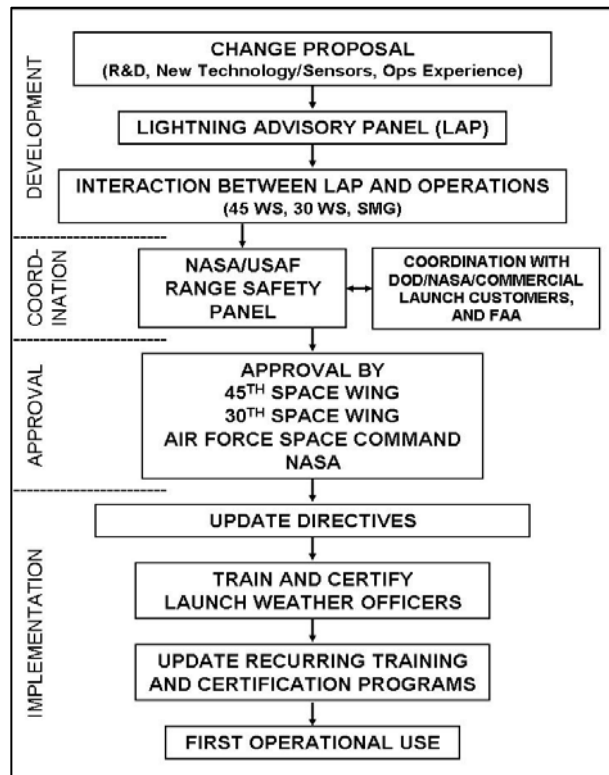 DEVELOPMENT
CHANGE PROPOSAL
(R&D, New Technology/Sensors, Ops Experience)
LIGHTNING ADVISORY PANEL (LAP)
INTERACTION BETWEEN LAP AND OPERATIONS
(45 WS, 30 WS, SMG)
COORD-
INATION
NASA/USAF
RANGE SAFETY
PANEL
COORDINATION WITH
DOD/NASA/COMMERCIAL
LAUNCH CUSTOMERS,
AND FAA
APPROVAL
APPROVAL BY
45TH SPACE WING
30TH SPACE WING
AIR FORCE SPACE COMMAND
NASA
IMPLEMENTATION
UPDATE DIRECTIVES
TRAIN AND CERTIFY
LAUNCH WEATHER OFFICERS
UPDATE RECURRING TRAINING
AND CERTIFICATION PROGRAMS
FIRST OPERATIONAL USE